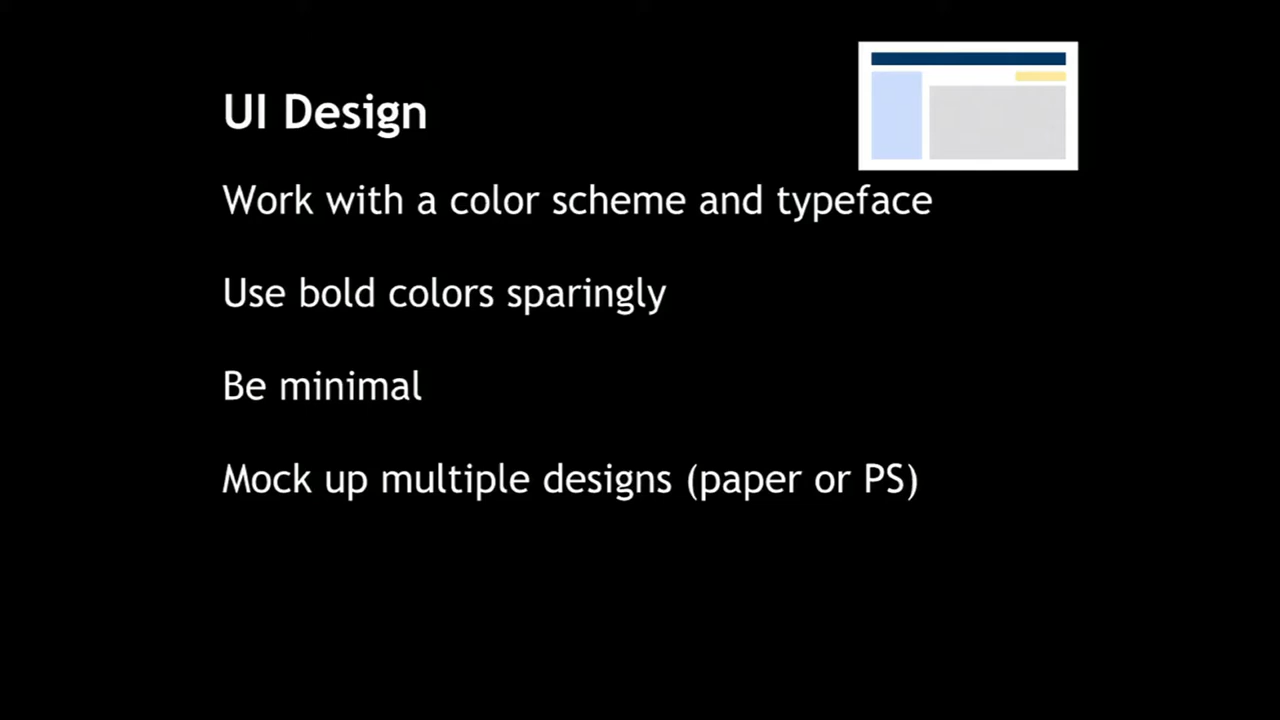 UI Design
Work with a color scheme and typeface
Use bold colors sparingly
Be minimal
Mock up multiple designs (paper or PS)